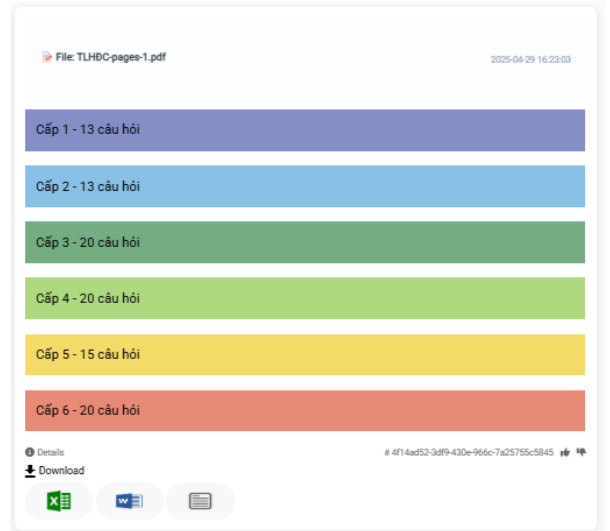 File: TLHĐC-pages-1.pdf
2025-04-29 16:23:03
Cấp 1 - 13 câu hỏi
Cấp 2 - 13 câu hỏi
Cấp 3 - 20 câu hỏi
Cấp 4 - 20 câu hỏi
Cấp 5 - 15 câu hỏi
Cấp 6 - 20 câu hỏi
Details
# 4f14ad52-3df9-430e-966c-7a25755c5845
Download